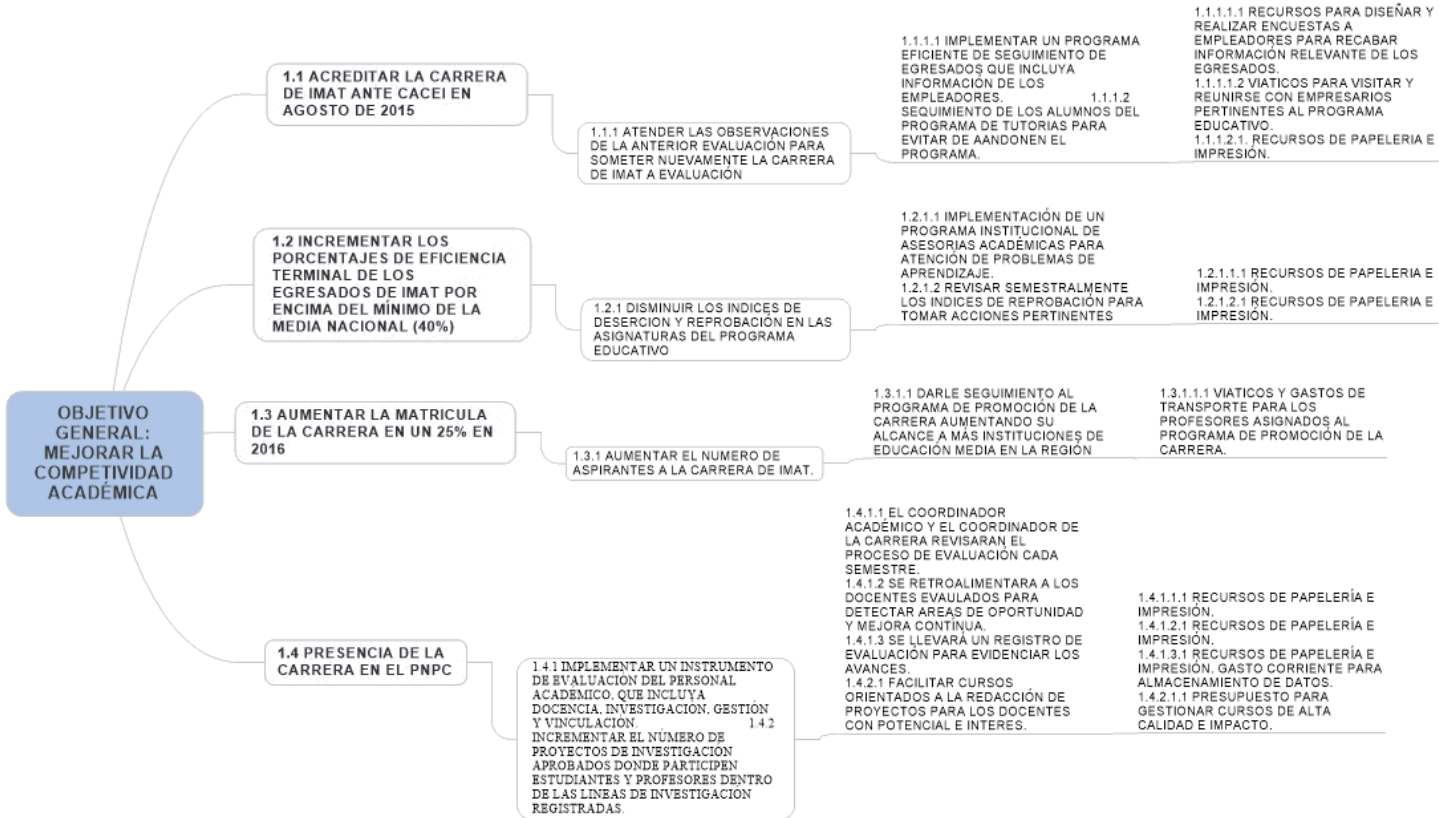 OBJETIVO
GENERAL:
MEJORAR LA
COMPETIVIDAD
ACADÉMICA
1.1 ACREDITAR LA CARRERA
DE IMAT ANTE CACEI EN
AGOSTO DE 2015
1.1.1 ATENDER LAS OBSERVACIONES
DE LA ANTERIOR EVALUACIÓN PARA
SOMETER NUEVAMENTE LA CARRERA
DE IMAT A EVALUACIÓN
1.1.1.1 IMPLEMENTAR UN PROGRAMA
EFICIENTE DE SEGUIMIENTO DE
EGRESADOS QUE INCLUYA
INFORMACIÓN DE LOS
EMPLEADORES. 1.1.1.2
SEQUIMIENTO DE LOS ALUMNOS DEL
PROGRAMA DE TUTORIAS PARA
EVITAR DE AANDONEN EL
PROGRAMA.
1.1.1.1.1 RECURSOS PARA DISEÑAR Y
REALIZAR ENCUESTAS A
EMPLEADORES PARA RECABAR
INFORMACIÓN RELEVANTE DE LOS
EGRESADOS.
1.1.1.1.2 VIATICOS PARA VISITAR Y
REUNIRSE CON EMPRESARIOS
PERTINENTES AL PROGRAMA
EDUCATIVO.
1.1.1.2.1. RECURSOS DE PAPELERIA E
IMPRESIÓN.
1.2 INCREMENTAR LOS
PORCENTAJES DE EFICIENCIA
TERMINAL DE LOS
EGRESADOS DE IMAT POR
ENCIMA DEL MÍNIMO DE LA
MEDIA NACIONAL (40%)
1.2.1 DISMINUIR LOS INDICES DE
DESERCION Y REPROBACIÓN EN LAS
ASIGNATURAS DEL PROGRAMA
EDUCATIVO
1.2.1.1 IMPLEMENTACIÓN DE UN
PROGRAMA INSTITUCIONAL DE
ASESORIAS ACADÉMICAS PARA
ATENCIÓN DE PROBLEMAS DE
APRENDIZAJE.
1.2.1.2 REVISAR SEMESTRALMENTE
LOS INDICES DE REPROBACIÓN PARA
TOMAR ACCIONES PERTINENTES
1.2.1.1.1 RECURSOS DE PAPELERIA E
IMPRESIÓN.
1.2.1.2.1 RECURSOS DE PAPELERIA E
IMPRESIÓN.
1.3 AUMENTAR LA MATRICULA
DE LA CARRERA EN UN 25% EN
2016
1.3.1 AUMENTAR EL NUMERO DE
ASPIRANTES A LA CARRERA DE IMAT.
1.3.1.1 DARLE SEGUIMIENTO AL
PROGRAMA DE PROMOCIÓN DE LA
CARRERA AUMENTANDO SU
ALCANCE A MÁS INSTITUCIONES DE
EDUCACIÓN MEDIA EN LA REGIÓN
1.3.1.1.1 VIATICOS Y GASTOS DE
TRANSPORTE PARA LOS
PROFESORES ASIGNADOS AL
PROGRAMA DE PROMOCIÓN DE LA
CARRERA.
1.4 PRESENCIA DE LA
CARRERA EN EL PNPC
1.4.1 IMPLEMENTAR UN INSTRUMENTO
DE EVALUACIÓN DEL PERSONAL
ACADÉMICO, QUE INCLUYA
DOCENCIA, INVESTIGACIÓN, GESTIÓN
Y VINCULACIÓN. 1.4.2
INCREMENTAR EL NÚMERO DE
PROYECTOS DE INVESTIGACIÓN
APROBADOS DONDE PARTICIPEN
ESTUDIANTES Y PROFESORES DENTRO
DE LAS LINEAS DE INVESTIGACIÓN
REGISTRADAS.
1.4.1.1 EL COORDINADOR
ACADÉMICO Y EL COORDINADOR DE
LA CARRERA REVISARAN EL
PROCESO DE EVALUACIÓN CADA
SEMESTRE.
1.4.1.2 SE RETROALIMENTARA A LOS
DOCENTES EVAULADOS PARA
DETECTAR AREAS DE OPORTUNIDAD
Y MEJORA CONTÍNUA.
1.4.1.3 SE LLEVARÁ UN REGISTRO DE
EVALUACIÓN PARA EVIDENCIAR LOS
AVANCES.
1.4.2.1 FACILITAR CURSOS
ORIENTADOS A LA REDACCIÓN DE
PROYECTOS PARA LOS DOCENTES
CON POTENCIAL E INTERES.
1.4.1.1.1 RECURSOS DE PAPELERÍA E
IMPRESIÓN.
1.4.1.2.1 RECURSOS DE PAPELERÍA E
IMPRESIÓN.
1.4.1.3.1 RECURSOS DE PAPELERÍA E
IMPRESIÓN. GASTO CORRIENTE PARA
ALMACENAMIENTO DE DATOS.
1.4.2.1.1 PRESUPUESTO PARA
GESTIONAR CURSOS DE ALTA
CALIDAD E IMPACTO.